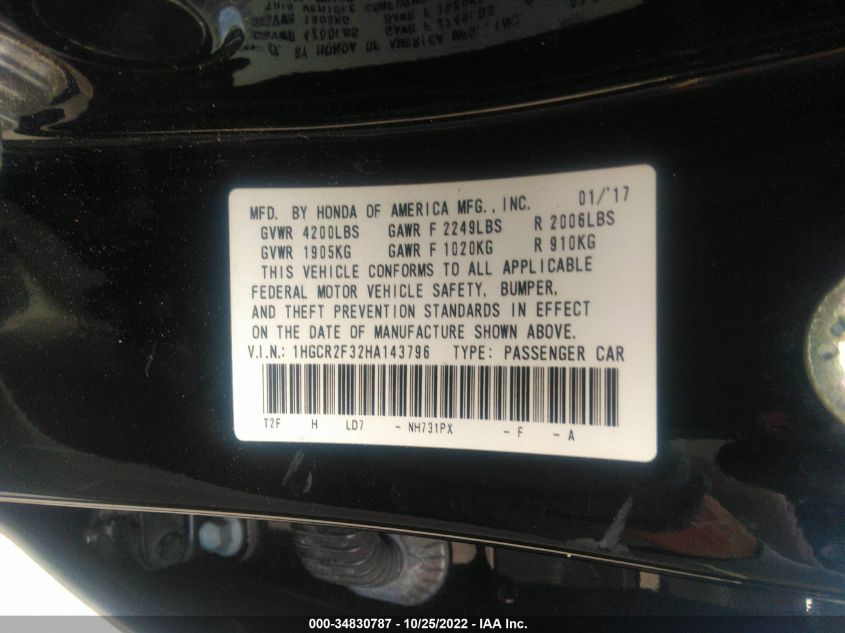 MFD. BY HONDA OF AMERICA MFG., INC. 01/'17
GVWR 4200LBS GAWR F 2249LBS R 2006LBS
GVWR 1905KG GAWR F 1020KG R 910KG
THIS VEHICLE CONFORMS TO ALL APPLICABLE
FEDERAL MOTOR VEHICLE SAFETY, BUMPER,
AND THEFT PREVENTION STANDARDS IN EFFECT
ON THE DATE OF MANUFACTURE SHOWN ABOVE.
V.I.N.: 1HGCR2F32HA143796 TYPE: PASSENGER CAR
T2F H LD7 - NH731PX - F - A
000-34830787 - 10/25/2022 - IAA Inc.